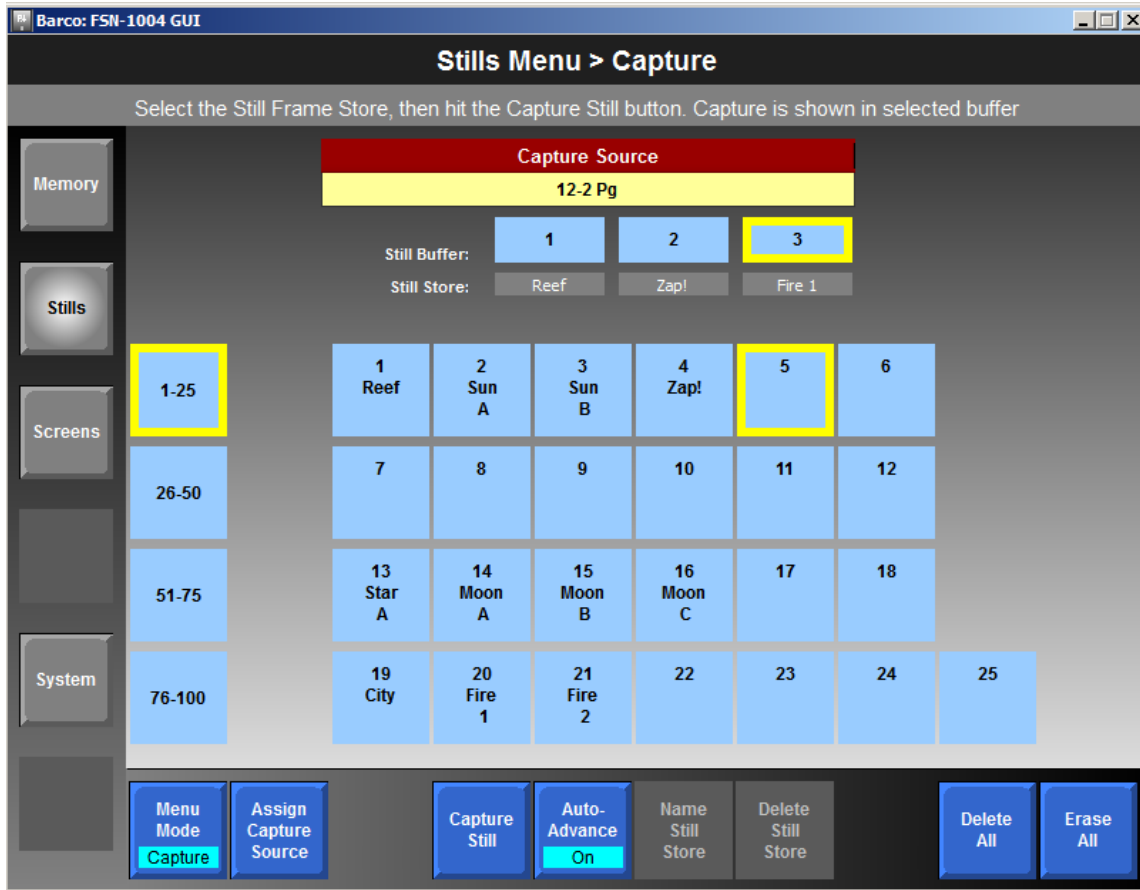 Barco: FSN-1004 GUI
Stills Menu > Capture
Select the Still Frame Store, then hit the Capture Still button. Capture is shown in selected buffer
Memory
Stills
Screens
System
Capture Source
12-2 Pg
Still Buffer:
1
2
3
Still Store:
Reef
Zap!
Fire 1
1-25
1
Reef
2
Sun
A
3
Sun
B
4
Zap!
5
6
26-50
7
8
9
10
11
12
51-75
13
Star
A
14
Moon
A
15
Moon
B
16
Moon
C
17
18
76-100
19
City
20
Fire
1
21
Fire
2
22
23
24
25
Menu
Mode
Capture
Assign
Capture
Source
Capture
Still
Auto-
Advance
On
Name
Still
Store
Delete
Still
Store
Delete
All
Erase
All